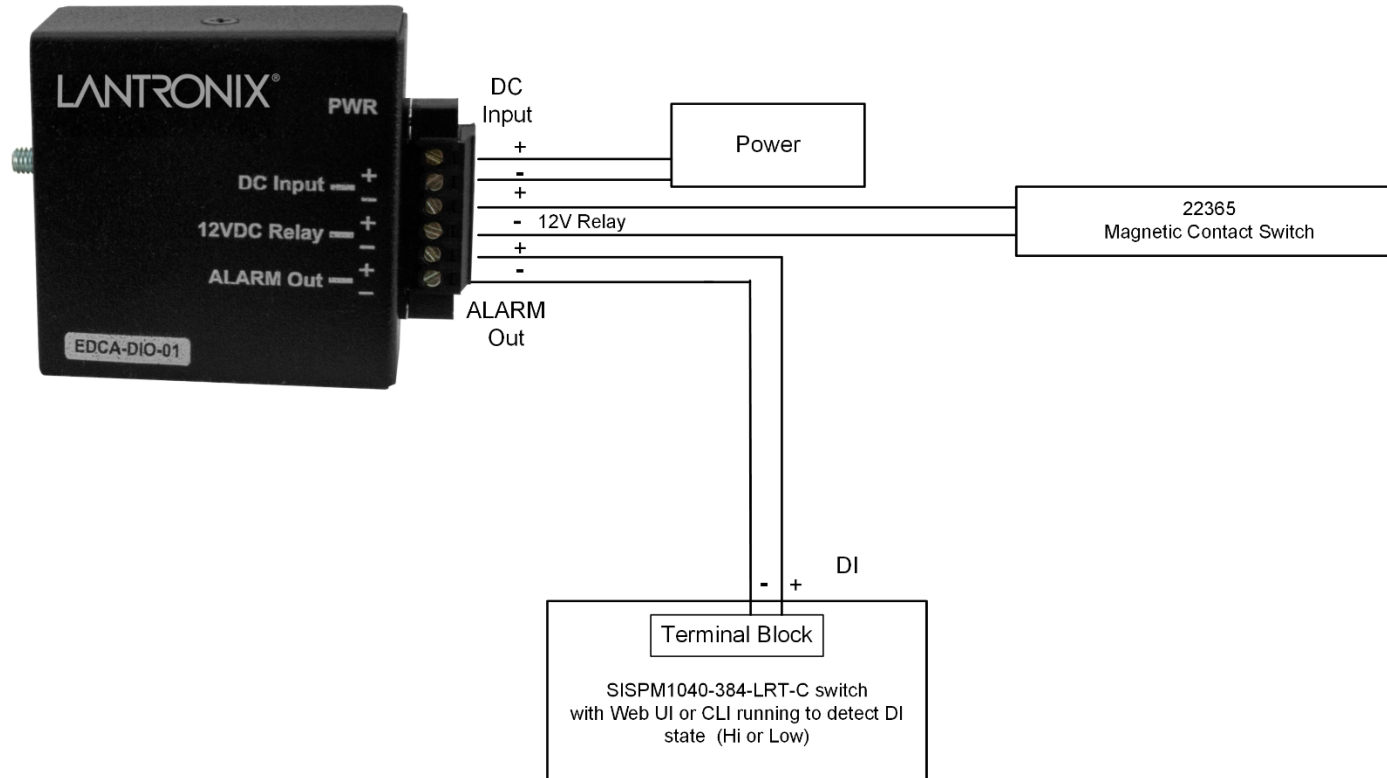 LANTRONIX®
PWR
DC Input + -
12VDC Relay + -
ALARM Out + -
EDCA-DIO-01
DC
Input
+
-
+
- 12V Relay
+
-
ALARM
Out
Power
22365
Magnetic Contact Switch
DI
- +
Terminal Block
SISPM1040-384-LRT-C switch
with Web UI or CLI running to detect DI
state (Hi or Low)